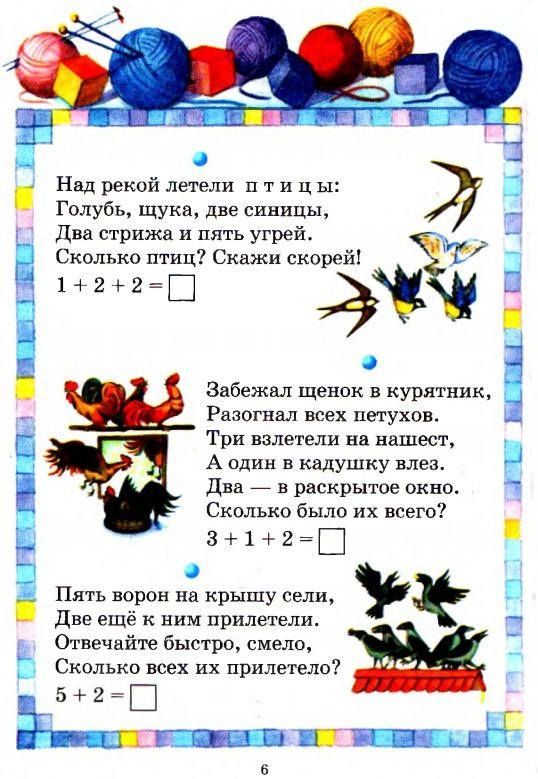 Над рекой летели п т и ц ы:
Голубь, щука, две синицы,
Два стрижа и пять угрей.
Сколько птиц? Скажи скорей!
1 + 2 + 2 = □
Забежал щенок в курятник,
Разогнал всех петухов.
Три взлетели на нашест,
А один в кадушку влез.
Два — в раскрытое окно.
Сколько было их всего?
3 + 1 + 2 = □
Пять ворон на крышу сели,
Две ещё к ним прилетели.
Отвечайте быстро, смело,
Сколько всех их прилетело?
5 + 2 = □
6